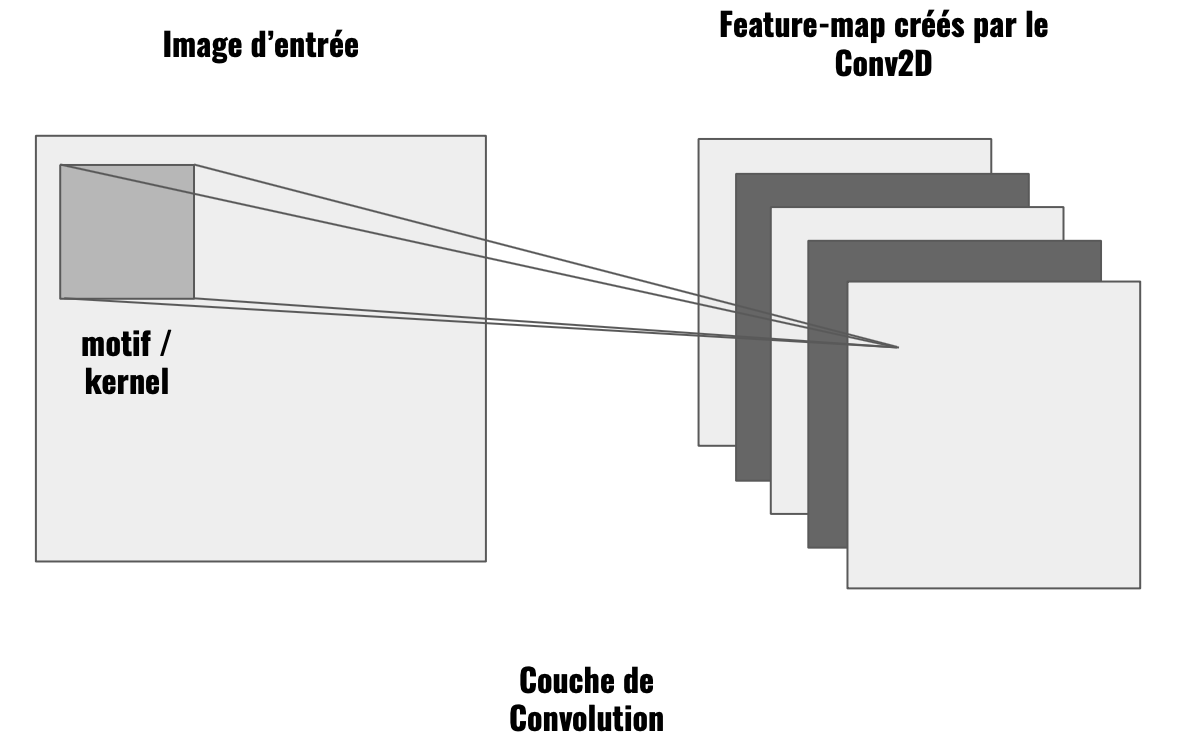 Image d’entrée
Feature-map créés par le
Conv2D
motif /
kernel
Couche de
Convolution